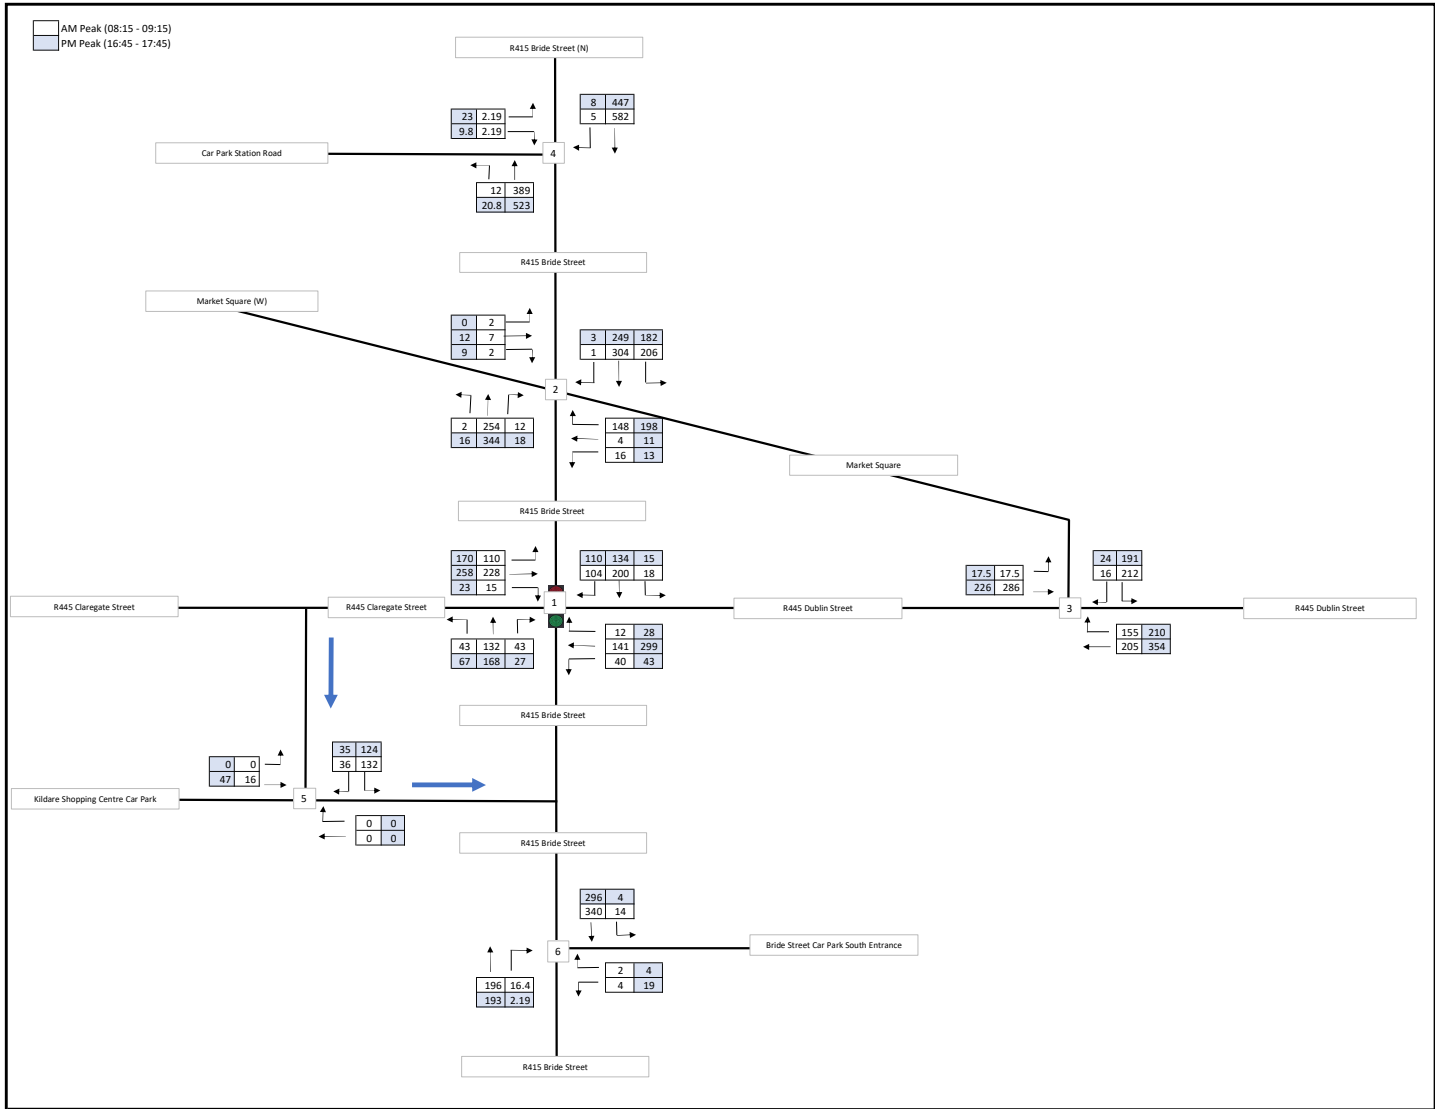 AM Peak (08:15 - 09:15)
PM Peak (16:45 - 17:45)
R415 Bride Street (N)
8 447
5 582
23 2.19
9.8 2.19
Car Park Station Road
4
12 389
20.8 523
R415 Bride Street
Market Square (W)
0 2
12 7
9 2
3 249 182
1 304 206
2
2 254 12
16 344 18
148 198
4 11
16 13
Market Square
R415 Bride Street
170 110
258 228
23 15
110 134 15
104 200 18
17.5 17.5
226 286
24 191
16 212
R445 Claregate Street
R445 Claregate Street
1
R445 Dublin Street
3
R445 Dublin Street
43 132 43
67 168 27
12 28
141 299
40 43
155 210
205 354
R415 Bride Street
35 124
36 132
0 0
47 16
Kildare Shopping Centre Car Park
5
0 0
0 0
R415 Bride Street
296 4
340 14
6
Bride Street Car Park South Entrance
196 16.4
193 2.19
2 4
4 19
R415 Bride Street